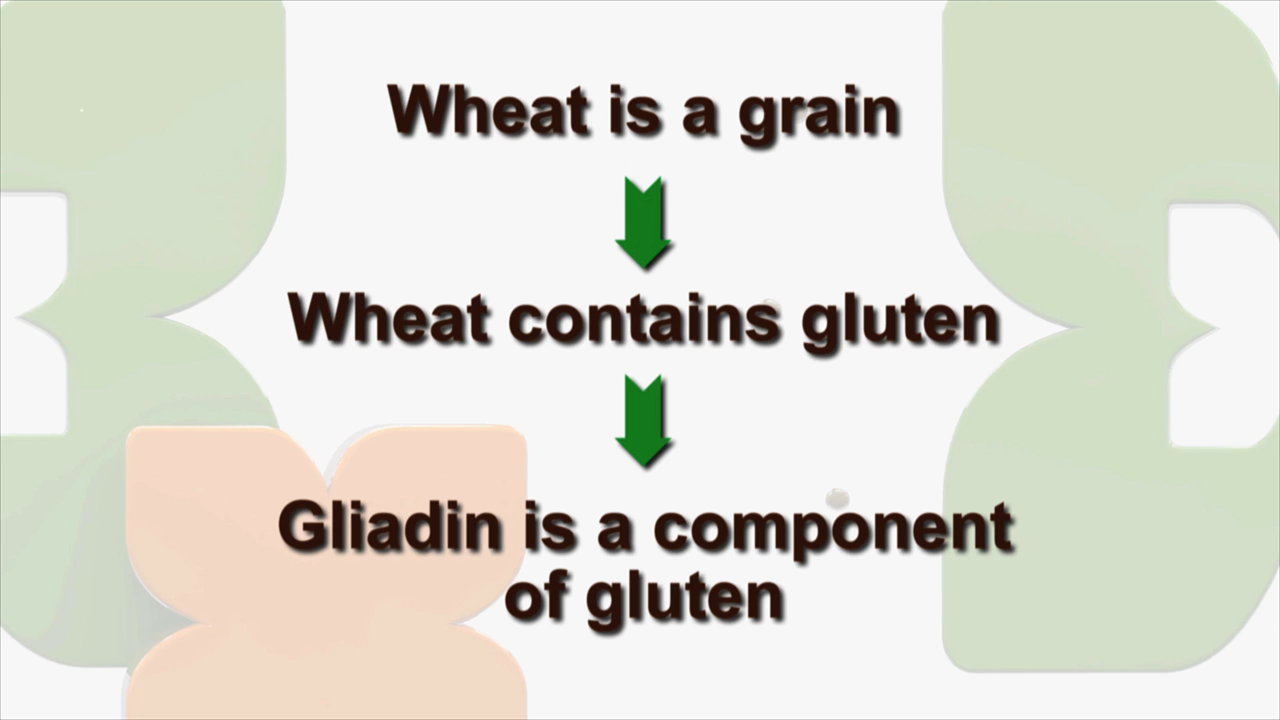 Wheat is a grain
Wheat contains gluten
Gliadin is a component
of gluten